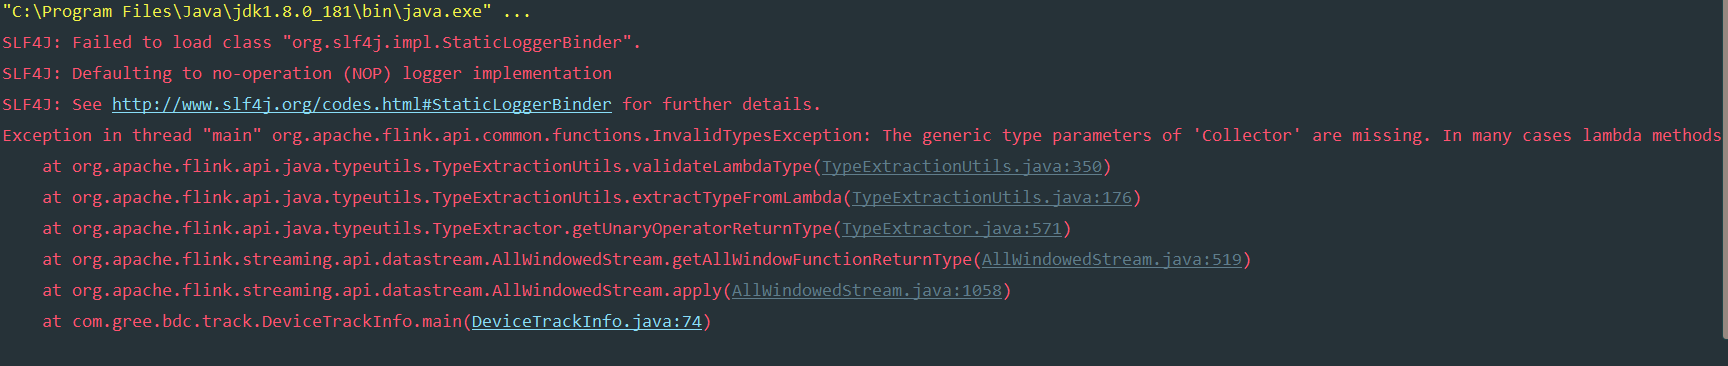 "C:\Program Files\Java\jdk1.8.0_181\bin\java.exe" ...
SLF4J: Failed to load class "org.slf4j.impl.StaticLoggerBinder".
SLF4J: Defaulting to no-operation (NOP) logger implementation
SLF4J: See http://www.slf4j.org/codes.html#StaticLoggerBinder for further details.
Exception in thread "main" org.apache.flink.api.common.functions.InvalidTypesException: The generic type parameters of 'Collector' are missing. In many cases lambda methods
at org.apache.flink.api.java.typeutils.TypeExtractionUtils.validateLambdaType(TypeExtractionUtils.java:350)
at org.apache.flink.api.java.typeutils.TypeExtractionUtils.extractTypeFromLambda(TypeExtractionUtils.java:176)
at org.apache.flink.api.java.typeutils.TypeExtractor.getUnaryOperatorReturnType(TypeExtractor.java:571)
at org.apache.flink.streaming.api.datastream.AllWindowedStream.getAllWindowFunctionReturnType(AllWindowedStream.java:519)
at org.apache.flink.streaming.api.datastream.AllWindowedStream.apply(AllWindowedStream.java:1058)
at com.gree.bdc.track.DeviceTrackInfo.main(DeviceTrackInfo.java:74)